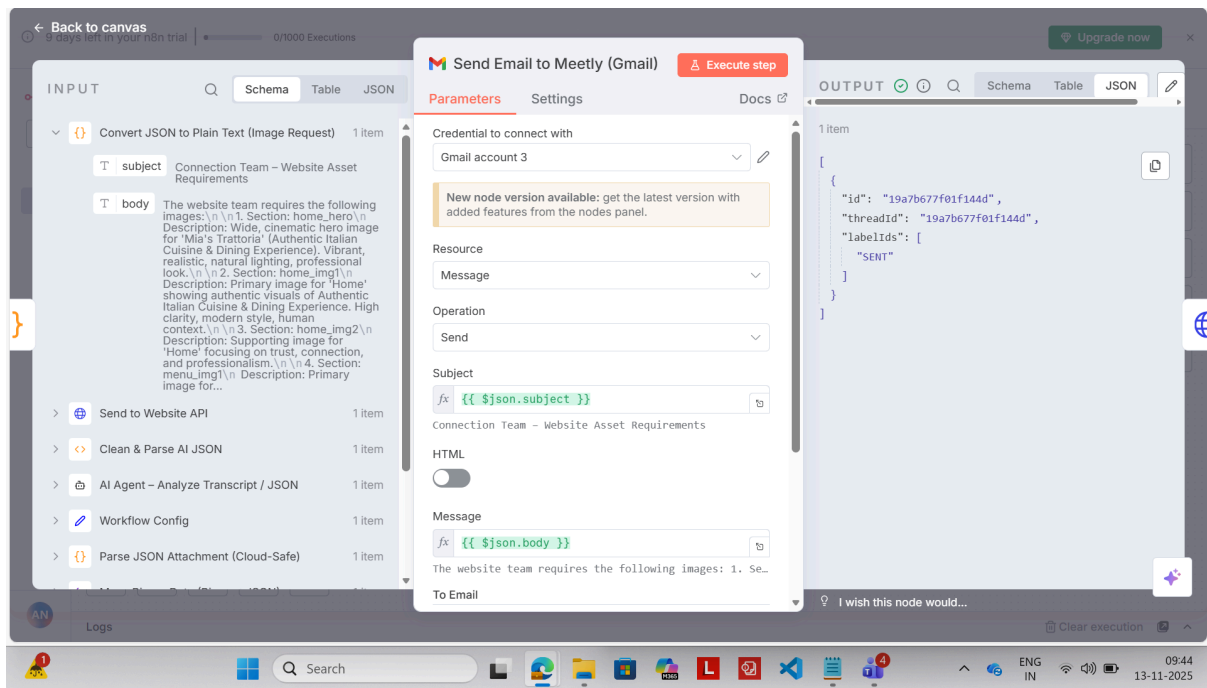 ← Back to canvas
9 days left in your n8n trial
0/1000 Executions
Upgrade now
INPUT
Schema
Table
JSON
Convert JSON to Plain Text (Image Request)
1 item
T subject
Connection Team – Website Asset
Requirements
T body
The website team requires the following
images:\n\n1. Section: home_hero\n
Description: Wide, cinematic hero image
for 'Mia's Trattoria' (Authentic Italian
Cuisine & Dining Experience). Vibrant,
realistic, natural lighting, professional
look.\n\n2. Section: home_img1\n
Description: Primary image for 'Home'
showing authentic visuals of Authentic
Italian Cuisine & Dining Experience. High
clarity, modern style, human
context.\n\n3. Section: home_img2\n
Description: Supporting image for
'Home' focusing on trust, connection,
and professionalism.\n\n4. Section:
menu_img1\n Description: Primary
image for...
Send to Website API
1 item
Clean & Parse AI JSON
1 item
AI Agent – Analyze Transcript / JSON
1 item
Workflow Config
1 item
Parse JSON Attachment (Cloud-Safe)
1 item
Send Email to Meetly (Gmail)
Execute step
Parameters
Settings
Docs
Credential to connect with
Gmail account 3
New node version available: get the latest version with
added features from the nodes panel.
Resource
Message
Operation
Send
Subject
fx {{ $json.subject }}
Connection Team – Website Asset Requirements
HTML
Message
fx {{ $json.body }}
The website team requires the following images: 1. Se…
To Email
OUTPUT
Schema
Table
JSON
1 item
[
{
"id": "19a7b677f01f144d",
"threadId": "19a7b677f01f144d",
"labelIds": [
"SENT"
]
}
]
I wish this node would...
AN
Logs
Clear execution
1
Search
M365
L
4
ENG
IN
09:44
13-11-2025